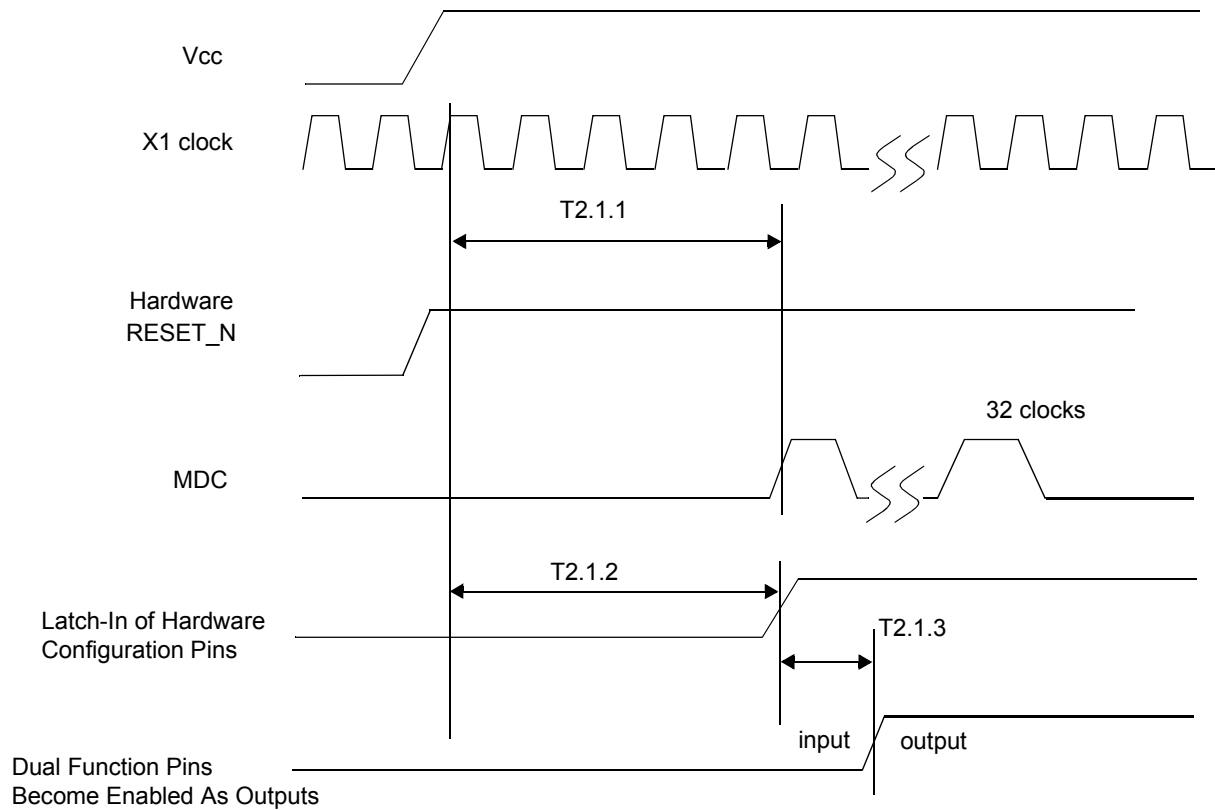 Vcc
X1 clock
T2.1.1
Hardware
RESET_N
32 clocks
MDC
T2.1.2
Latch-In of Hardware
Configuration Pins
T2.1.3
input
output
Dual Function Pins
Become Enabled As Outputs